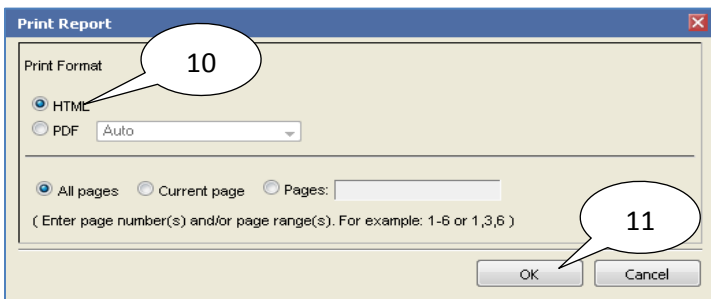 Print Report
Print Format
10
HTML
PDF Auto
All pages Current page Pages:
( Enter page number(s) and/or page range(s). For example: 1-6 or 1,3,6 )
11
OK Cancel